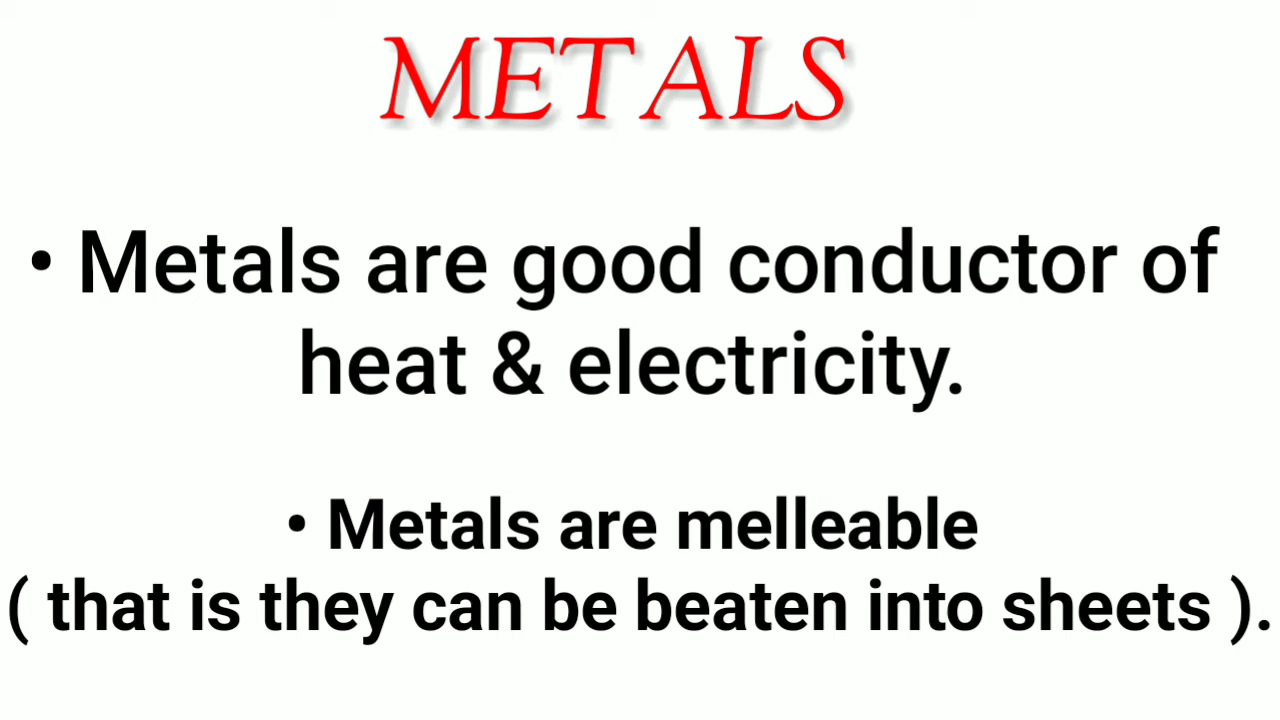 METALS
• Metals are good conductor of
heat & electricity.
• Metals are melleable
( that is they can be beaten into sheets ).